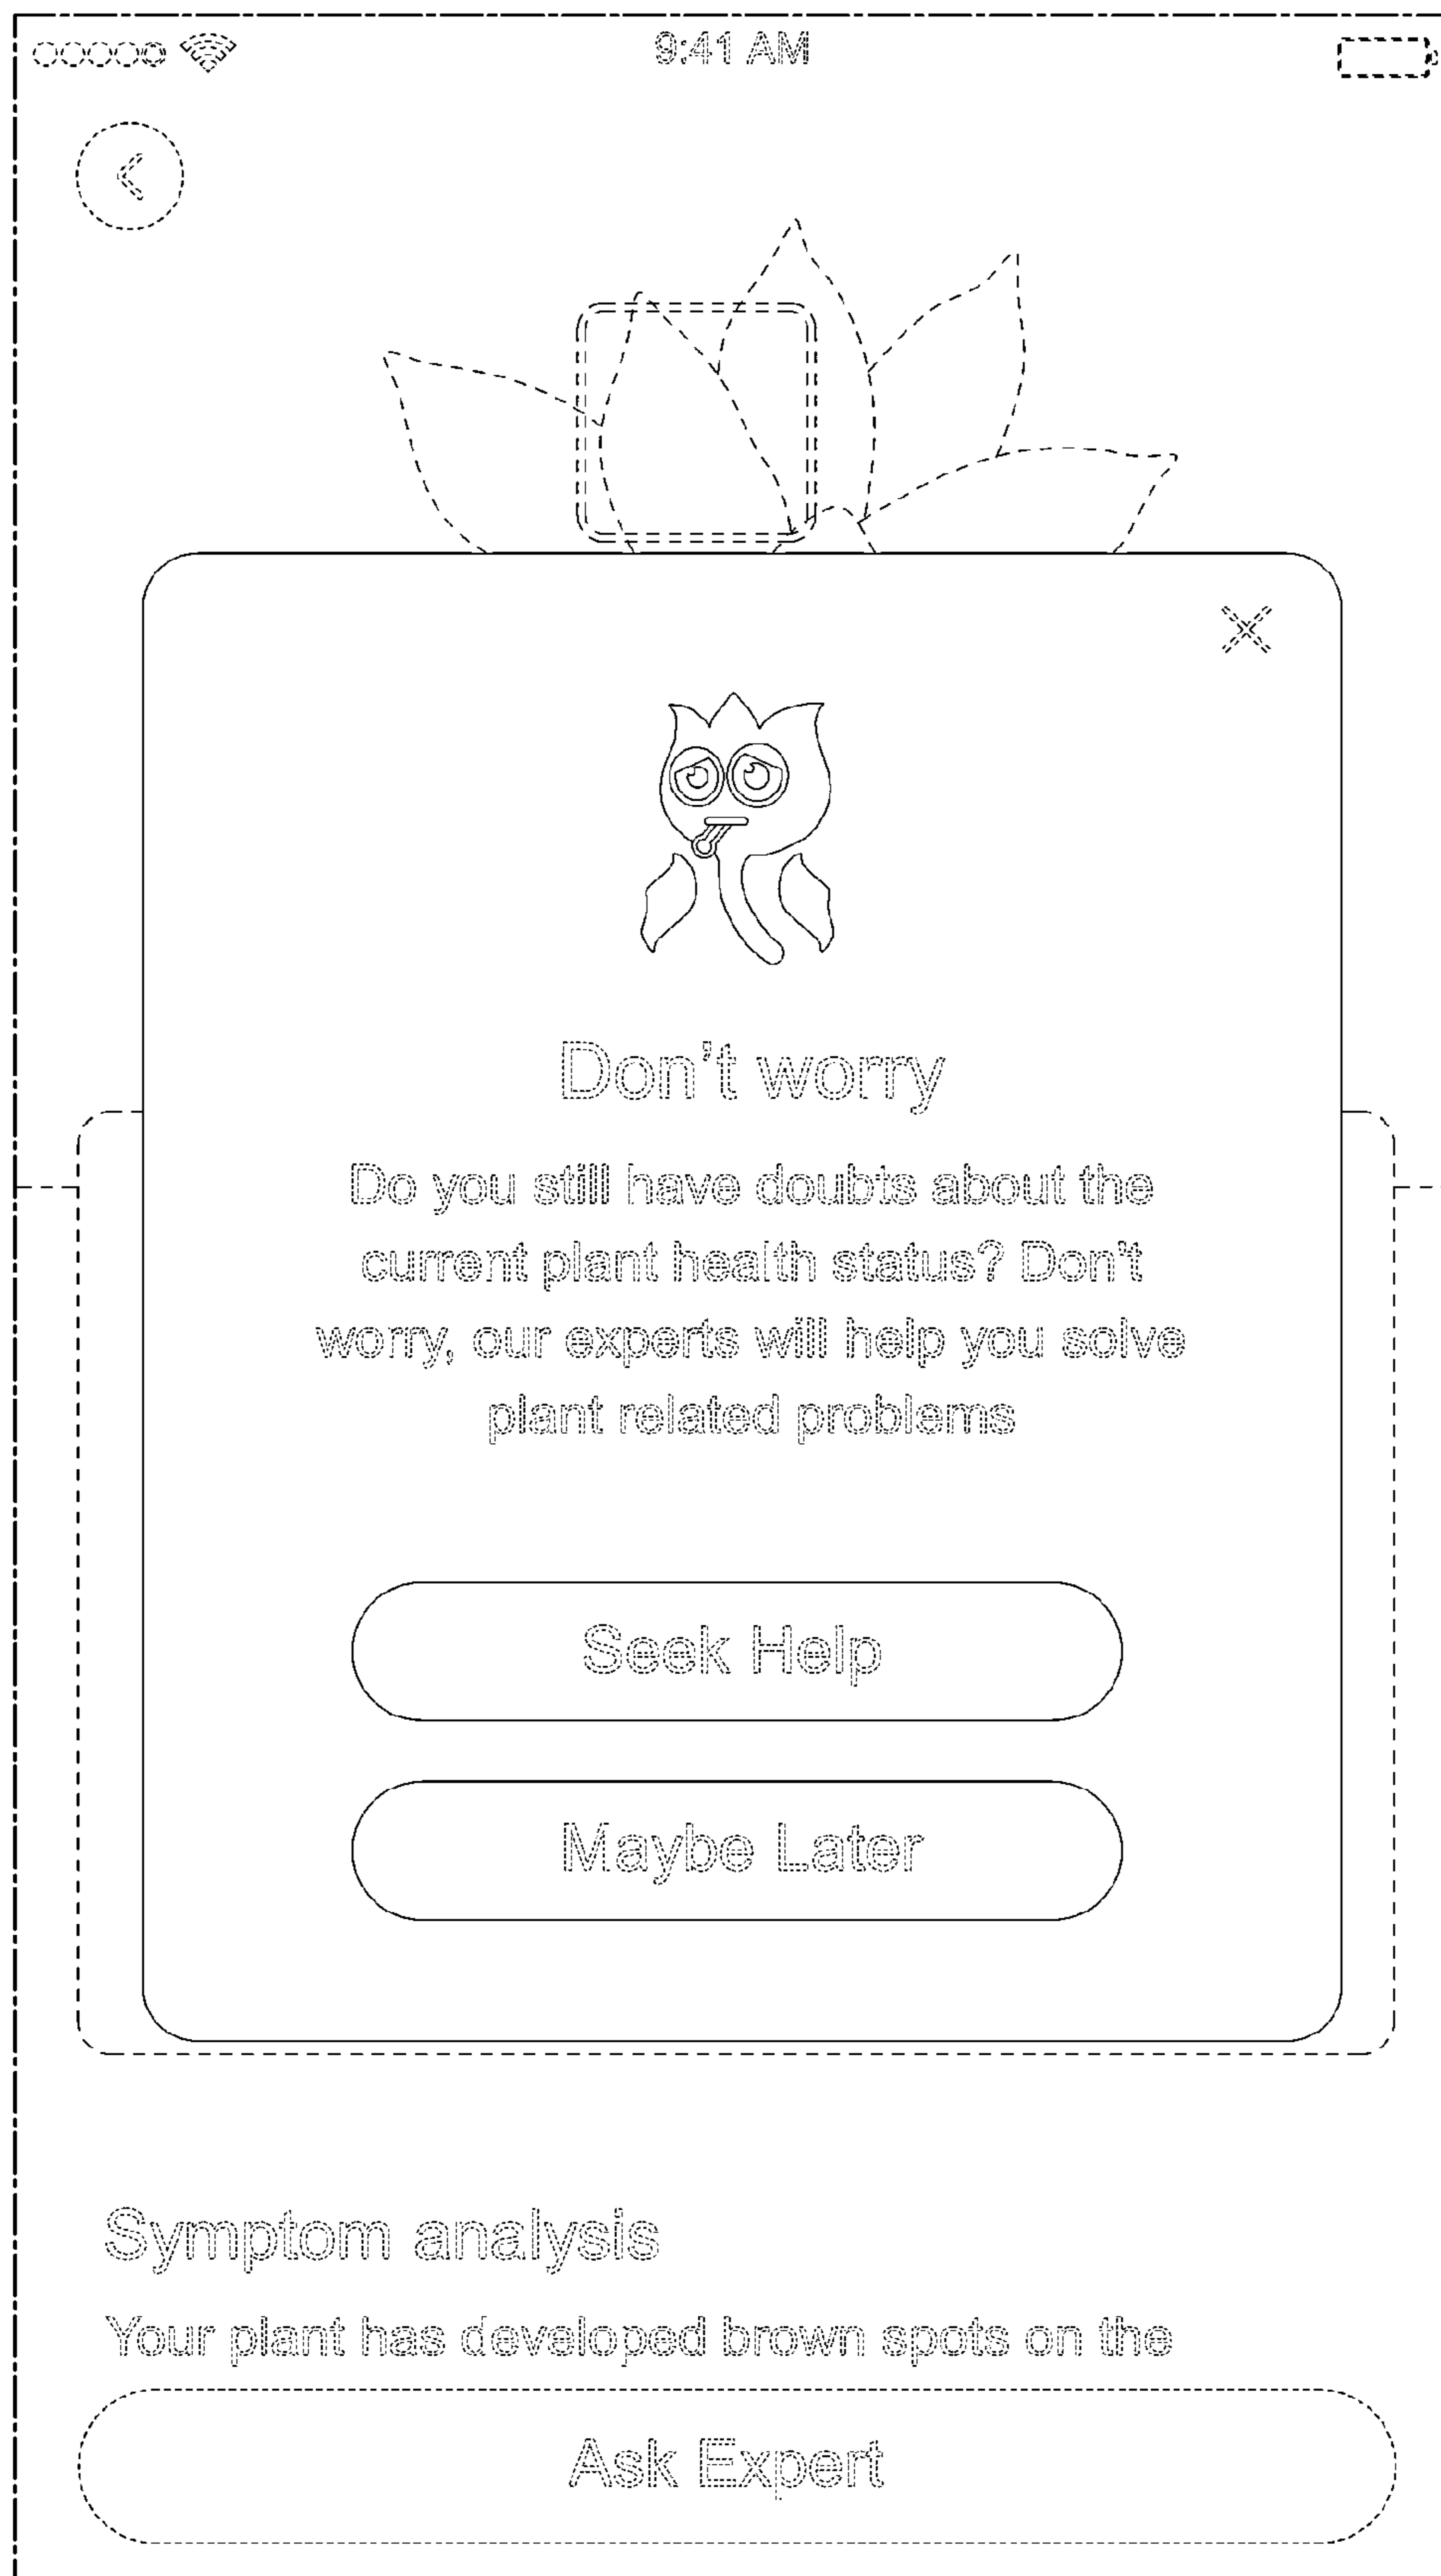 9:41 AM
Don't worry
Do you still have doubts about the
current plant health status? Don't
worry, our experts will help you solve
plant related problems
Seek Help
Maybe Later
Symptom analysis
Your plant has developed brown spots on the
Ask Expert